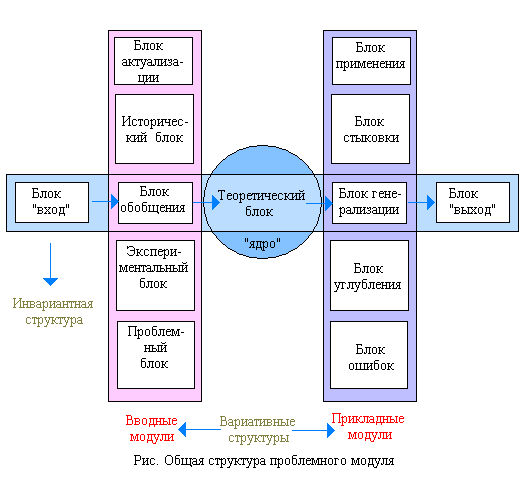 Блок
актуализа-
ции
Историчес-
кий блок
Блок
"вход"
Блок
обобщения
Экспери-
ментальный
блок
Проблем-
ный
блок
Теоретический
блок
"ядро"
Блок
применения
Блок
стыковки
Блок гене-
рализации
Блок
"выход"
Блок
углубления
Блок
ошибок
Инвариантная
структура
Вводные
модули
Вариативные
структуры
Прикладные
модули
Рис. Общая структура проблемного модуля